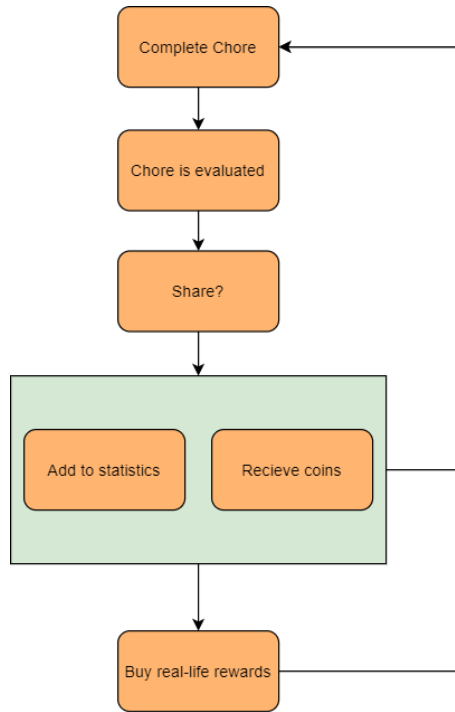 Complete Chore
Chore is evaluated
Share?
Add to statistics
Recieve coins
Buy real-life rewards